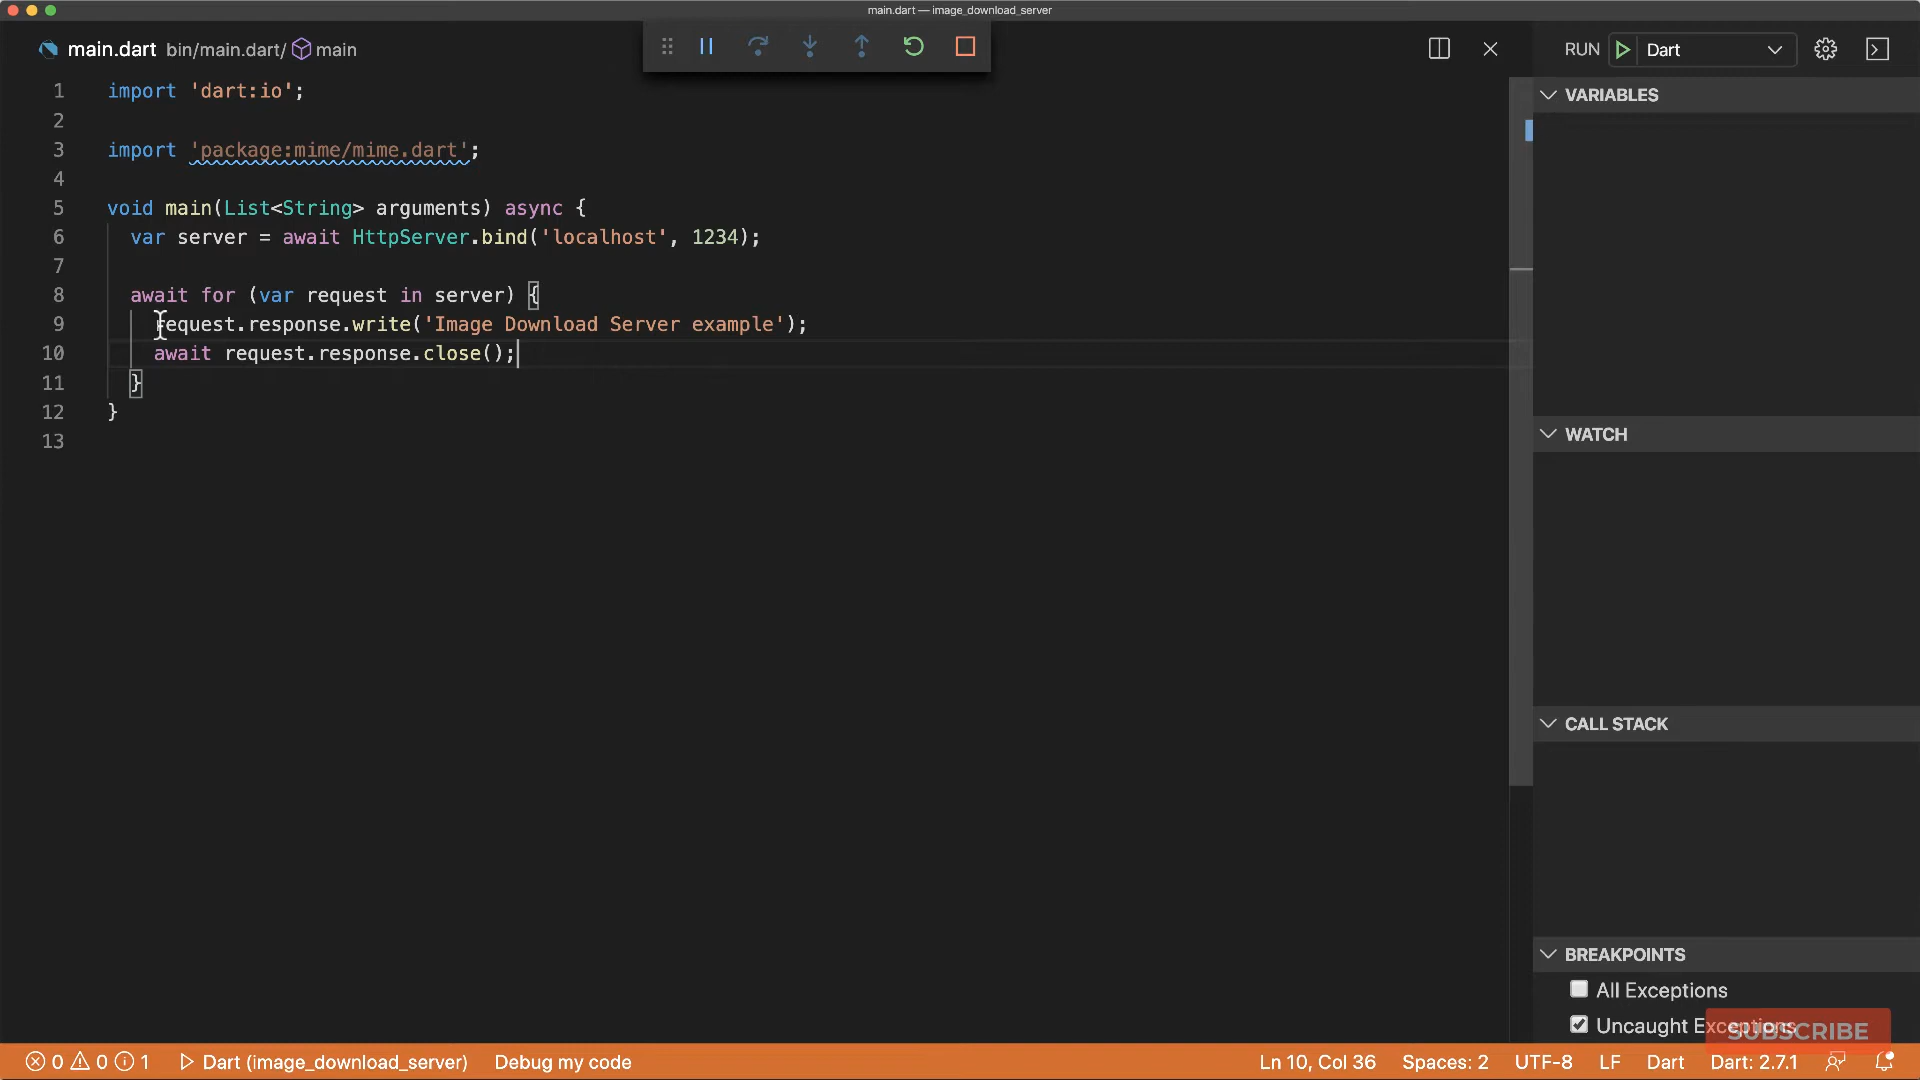 main.dart — image_download_server
main.dart bin/main.dart/ main
RUN Dart
1 import 'dart:io';
2
3 import 'package:mime/mime.dart';
4
5 void main(List<String> arguments) async {
6 var server = await HttpServer.bind('localhost', 1234);
7
8 await for (var request in server) {
9 request.response.write('Image Download Server example');
10 await request.response.close();
11 }
12 }
13
VARIABLES
WATCH
CALL STACK
BREAKPOINTS
All Exceptions
Uncaught Exceptions
SUBSCRIBE
0 0 1 Dart (image_download_server) Debug my code Ln 10, Col 36 Spaces: 2 UTF-8 LF Dart Dart: 2.7.1